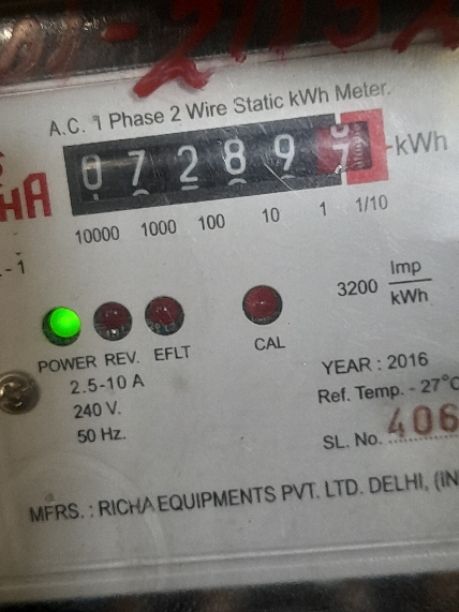 A.C. 1 Phase 2 Wire Static kWh Meter.
0 7 2 8 9 7 -kWh
HA
10000 1000 100 10 1 1/10
- 1
3200 Imp
kWh
POWER REV. EFLT CAL
2.5-10 A
240 V.
50 Hz.
YEAR : 2016
Ref. Temp. - 27°C
SL. No. 406
MFRS. : RICHA EQUIPMENTS PVT. LTD. DELHI, (IN